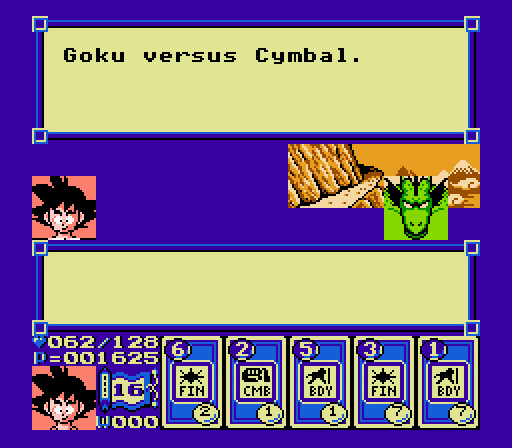 Goku versus Cymbal.
062/128
P=001625
16
W000
6 2 5 3 1
FIN CMB BDY FIN BDY
2 1 1 7 7